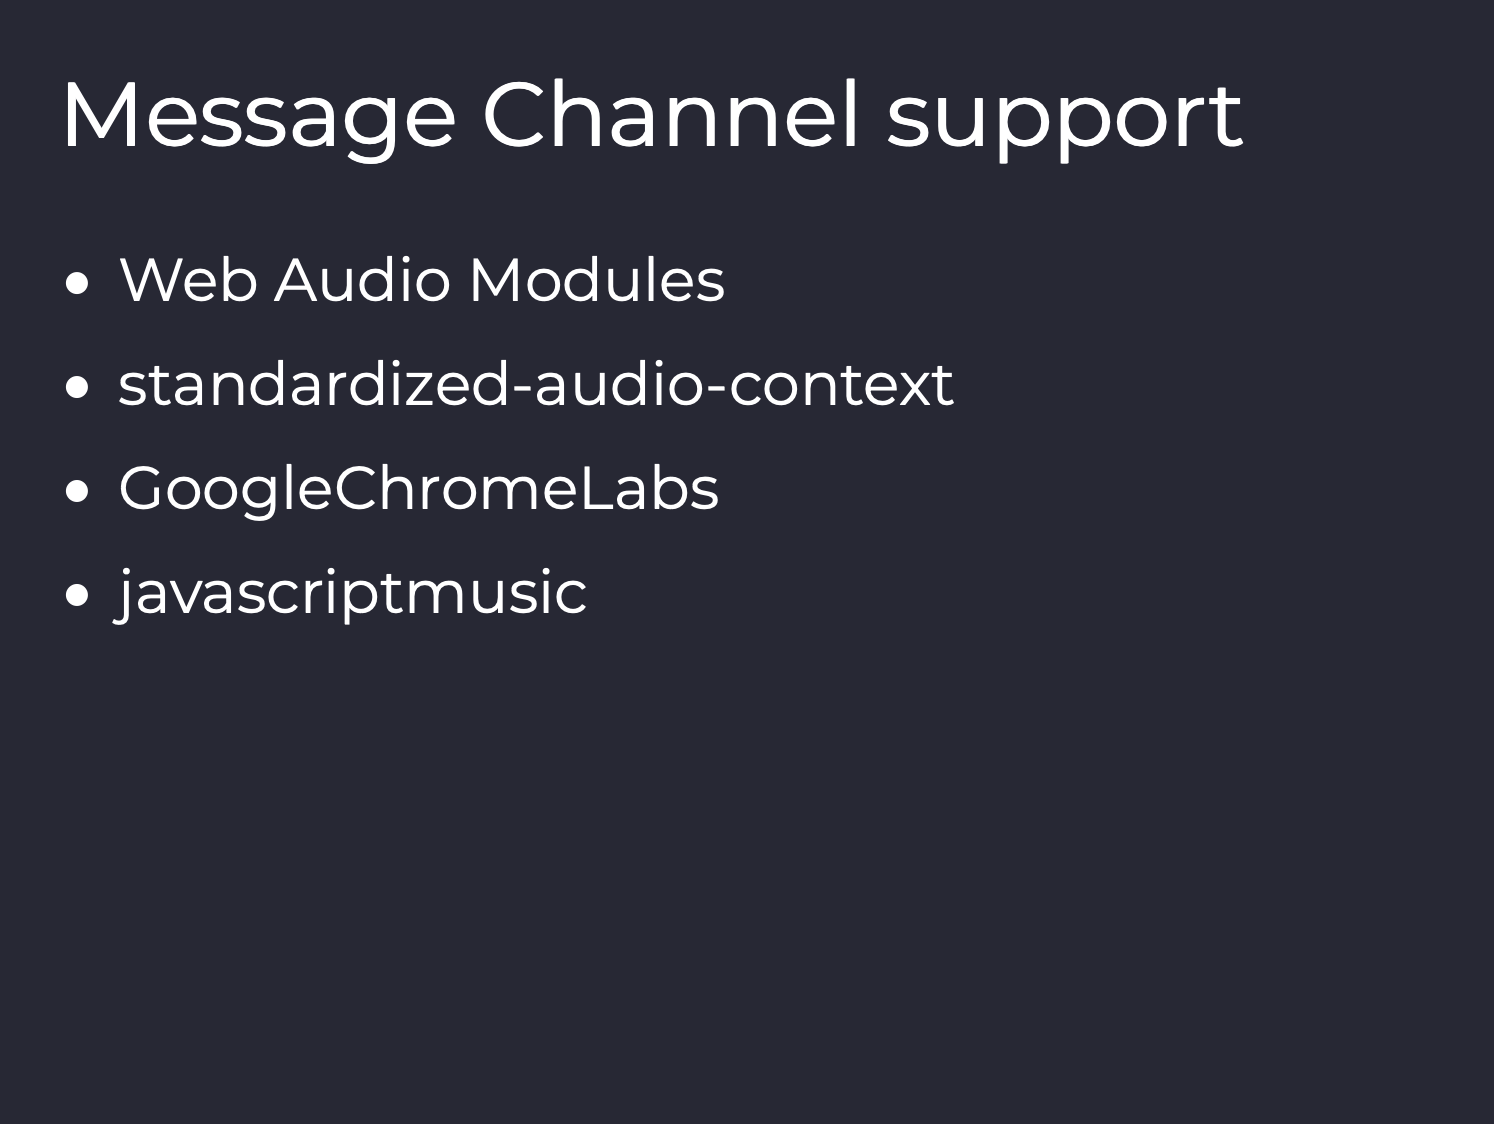 Message Channel support
• Web Audio Modules
• standardized-audio-context
• GoogleChromeLabs
• javascriptmusic